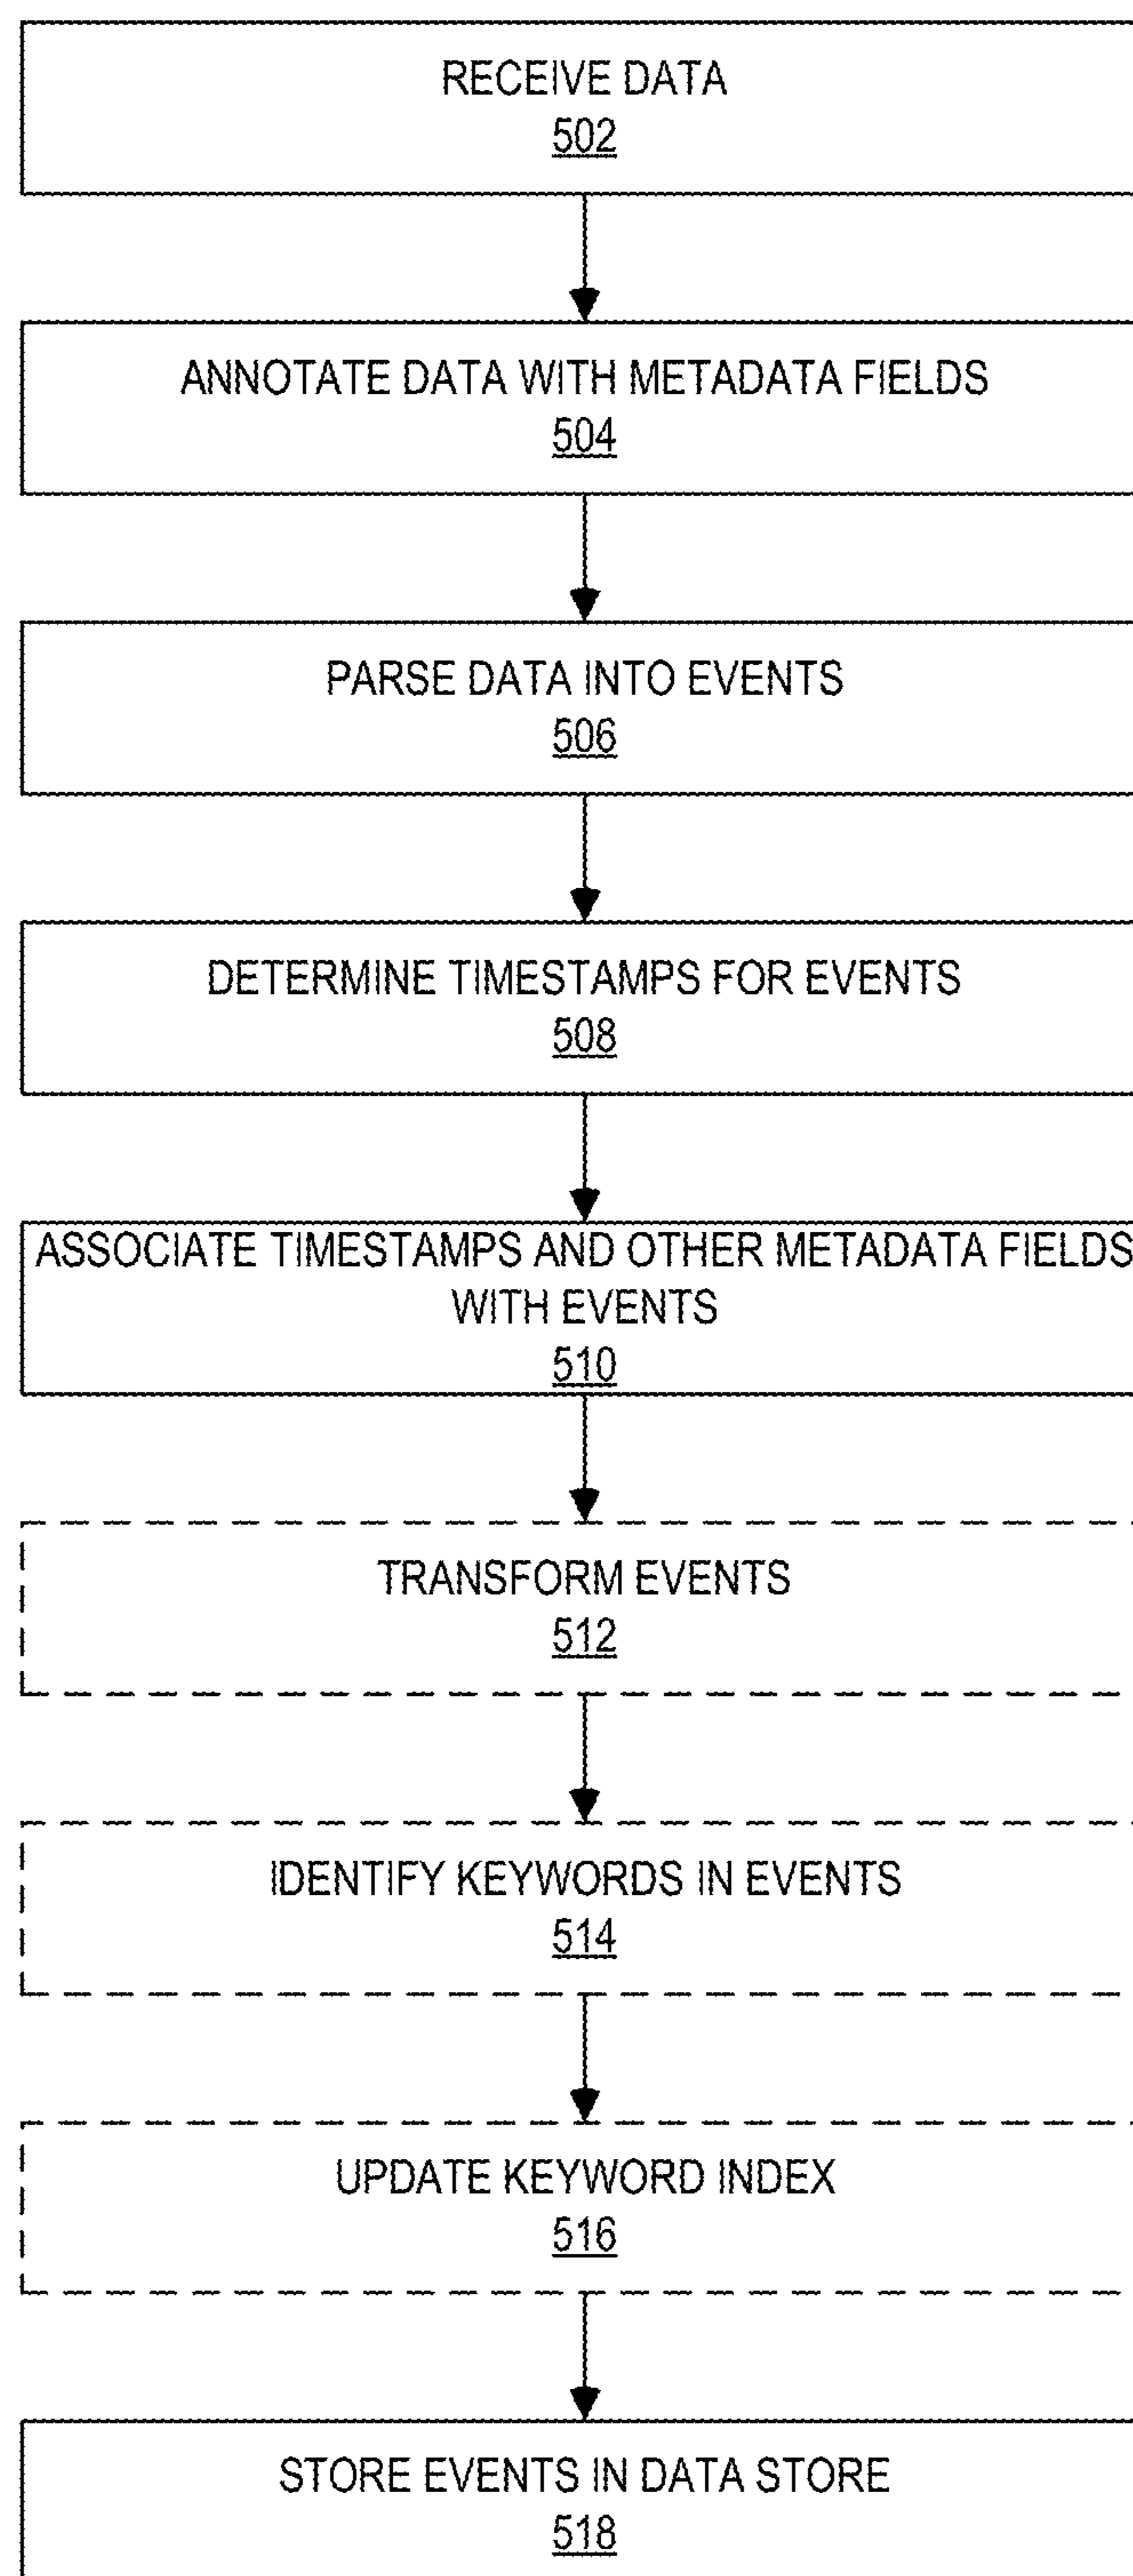 RECEIVE DATA
502
ANNOTATE DATA WITH METADATA FIELDS
504
PARSE DATA INTO EVENTS
506
DETERMINE TIMESTAMPS FOR EVENTS
508
ASSOCIATE TIMESTAMPS AND OTHER METADATA FIELDS
WITH EVENTS
510
TRANSFORM EVENTS
512
IDENTIFY KEYWORDS IN EVENTS
514
UPDATE KEYWORD INDEX
516
STORE EVENTS IN DATA STORE
518